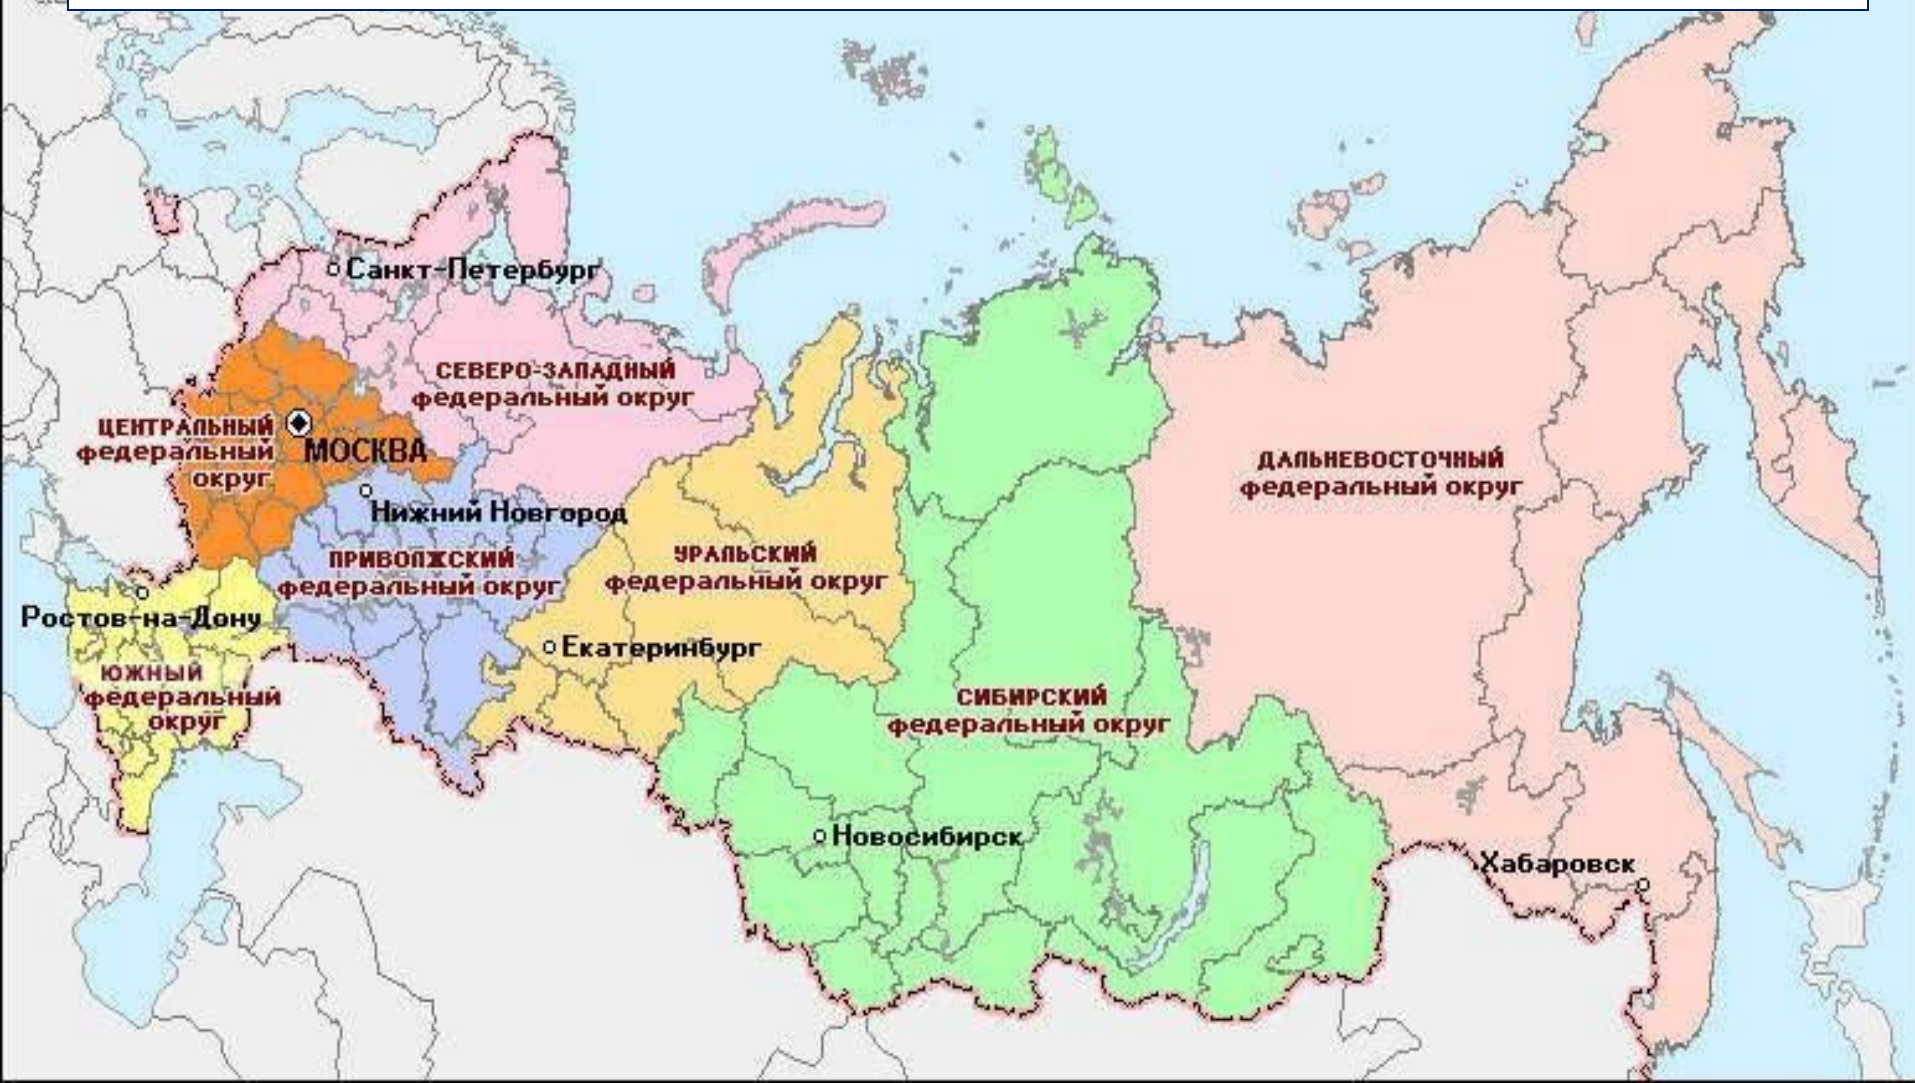 Санкт-Петербург
СЕВЕРО-ЗАПАДНЫЙ
федеральный округ
ЦЕНТРАЛЬНЫЙ
федеральный
округ
МОСКВА
Нижний Новгород
ПРИВОЛЖСКИЙ
федеральный округ
УРАЛЬСКИЙ
федеральный округ
ДАЛЬНЕВОСТОЧНЫЙ
федеральный округ
Ростов-на-Дону
Екатеринбург
ЮЖНЫЙ
федеральный
округ
СИБИРСКИЙ
федеральный округ
Новосибирск
Хабаровск